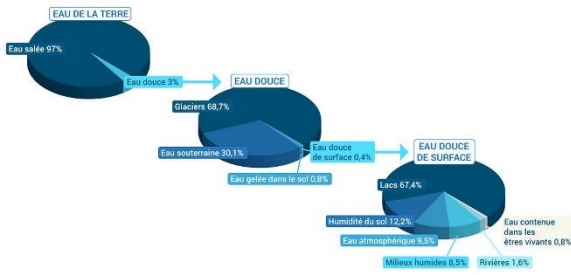 EAU DE LA TERRE
Eau salée 97%
Eau douce 3%
EAU DOUCE
Glaciers 68,7%
Eau souterraine 30,1%
Eau douce
de surface 0,4%
Eau gelée dans le sol 0,8%
EAU DOUCE
DE SURFACE
Lacs 67,4%
Humidité du sol 12,2%
Eau atmosphérique 9,5%
Milieux humides 8,5%
Rivières 1,6%
Eau contenue
dans les
êtres vivants 0,8%